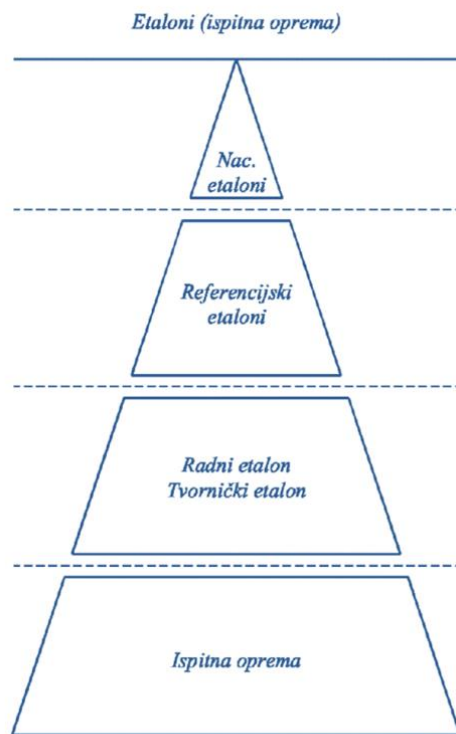 Etaloni (ispitna oprema)
Nac.
etaloni
Referencijski
etaloni
Radni etalon
Tvornički etalon
Ispitna oprema